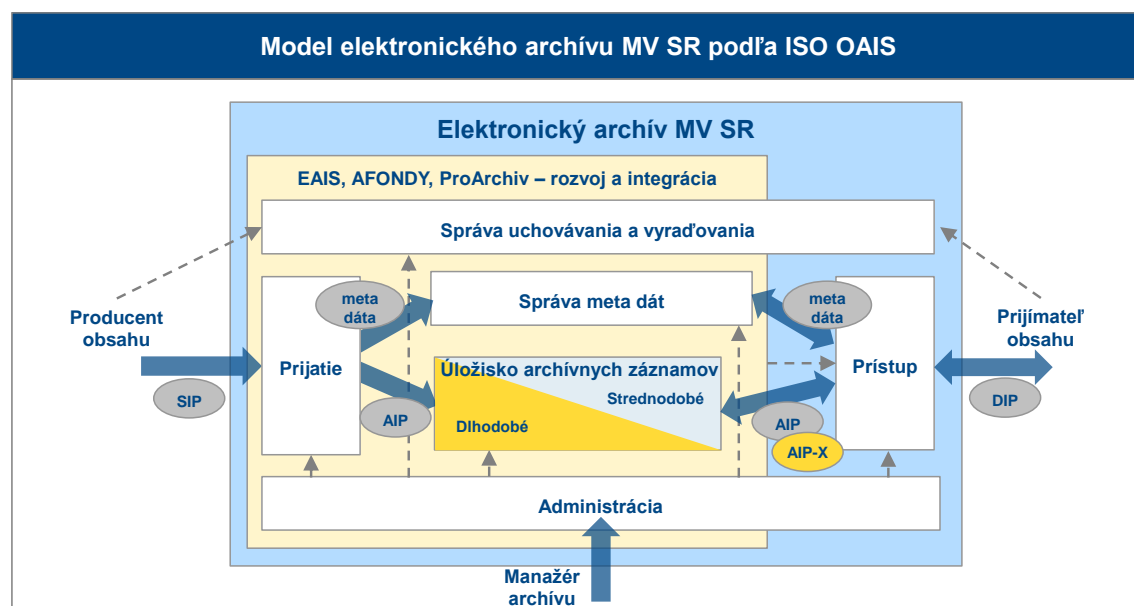 Model elektronického archívu MV SR podľa ISO OAIS
Elektronický archív MV SR
EAIS, AFONDY, ProArchiv – rozvoj a integrácia
Správa uchovávania a vyraďovania
Producent
obsahu
SIP
Prijatie
meta
dáta
Správa meta dát
meta
dáta
AIP
Úložisko archívnych záznamov
Strednodobé
Dlhodobé
AIP
AIP-X
Prístup
Prijímateľ
obsahu
DIP
Administrácia
Manažér
archívu